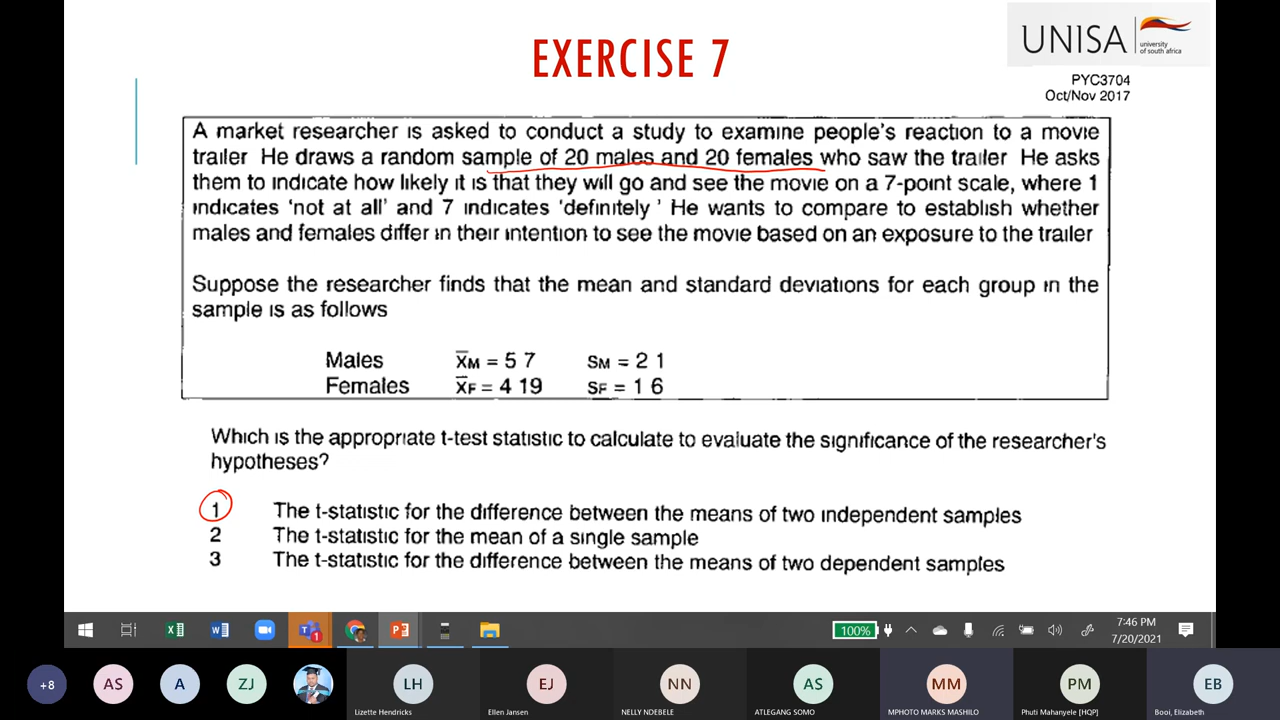 EXERCISE 7
UNISA
university
of south africa
PYC3704
Oct/Nov 2017
A market researcher is asked to conduct a study to examine people's reaction to a movie
trailer He draws a random sample of 20 males and 20 females who saw the trailer He asks
them to indicate how likely it is that they will go and see the movie on a 7-point scale, where 1
indicates 'not at all' and 7 indicates 'definitely ' He wants to compare to establish whether
males and females differ in their intention to see the movie based on an exposure to the trailer
Suppose the researcher finds that the mean and standard deviations for each group in the
sample is as follows
Males X̅M = 5 7 SM = 2 1
Females X̅F = 4 19 SF = 1 6
Which is the appropriate t-test statistic to calculate to evaluate the significance of the researcher's
hypotheses?
1 The t-statistic for the difference between the means of two independent samples
2 The t-statistic for the mean of a single sample
3 The t-statistic for the difference between the means of two dependent samples
100%
7:46 PM
7/20/2021
1
+8
AS
A
ZJ
LH
Lizette Hendricks
EJ
Ellen Jansen
NN
NELLY NDEBELE
AS
ATLEGANG SOMO
MM
MPHOTO MARKS MASHILO
PM
Phuti Mahanyele [HQP]
EB
Booi, Elizabeth